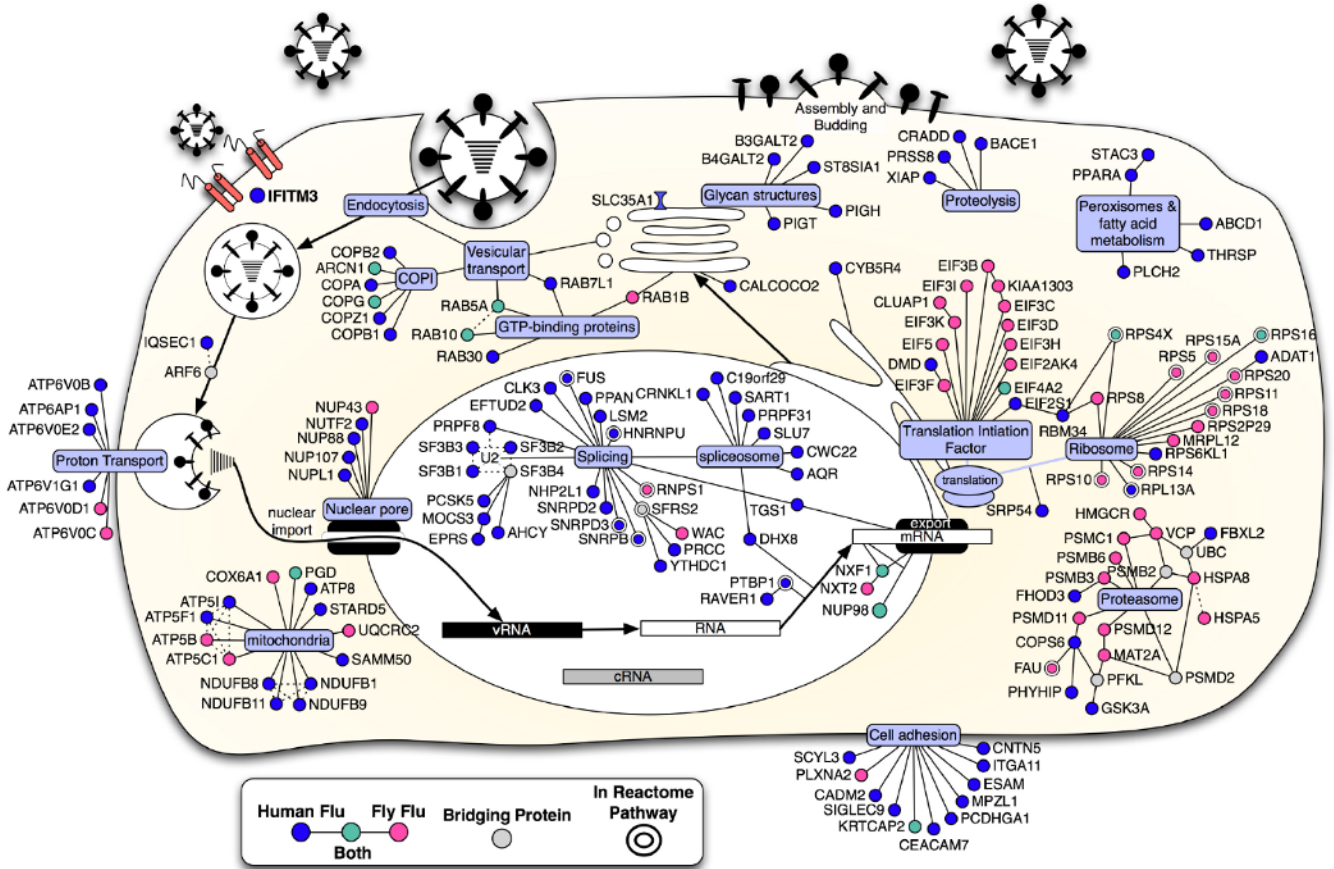 Assembly and
Budding
B3GALT2
B4GALT2
ST8SIA1
Glycan structures
PIGH
PIGT
SLC35A1
CRADD
BACE1
PRSS8
XIAP
Proteolysis
STAC3
PPARA
Peroxisomes &
fatty acid
metabolism
ABCD1
THRSP
PLCH2
IFITM3
Endocytosis
Vesicular
transport
COPB2
ARCN1
COPA
COPG
COPZ1
COPB1
COPI
RAB5A
RAB7L1
RAB10
GTP-binding proteins
RAB30
RAB1B
CALCOCO2
CYB5R4
IQSEC1
ARF6
ATP6V0B
ATP6AP1
ATP6V0E2
Proton Transport
ATP6V1G1
ATP6V0D1
ATP6V0C
NUP43
NUTF2
NUP88
NUP107
NUPL1
Nuclear pore
nuclear
import
EIF3B
EIF3I
KIAA1303
CLUAP1
EIF3C
EIF3K
EIF3D
EIF5
EIF3H
DMD
EIF2AK4
EIF3F
EIF4A2
EIF2S1
Translation Intiation
Factor
translation
RBM34
SRP54
RPS4X
RPS15A
RPS16
RPS5
ADAT1
RPS20
RPS11
RPS8
RPS18
RPS2P29
MRPL12
RPS6KL1
Ribosome
RPS14
RPS10
RPL13A
CLK3
FUS
EFTUD2
PPAN
LSM2
PRPF8
HNRNPU
SF3B3
SF3B2
U2
Splicing
SF3B1
SF3B4
PCSK5
MOCS3
EPRS
AHCY
NHP2L1
SNRPD2
SNRPD3
SNRPB
RNPS1
SFRS2
WAC
PRCC
YTHDC1
C19orf29
CRNKL1
SART1
PRPF31
SLU7
spliceosome
CWC22
AQR
TGS1
DHX8
PTBP1
RAVER1
export
mRNA
NXF1
NXT2
NUP98
vRNA
RNA
cRNA
COX6A1
PGD
ATP8
ATP5I
STARD5
ATP5F1
UQCRC2
ATP5B
mitochondria
ATP5C1
SAMM50
NDUFB8
NDUFB1
NDUFB11
NDUFB9
HMGCR
PSMC1
VCP
FBXL2
UBC
PSMB6
PSMB2
HSPA8
PSMB3
FHOD3
Proteasome
HSPA5
PSMD11
PSMD12
COPS6
MAT2A
FAU
PFKL
PSMD2
PHYHIP
GSK3A
Cell adhesion
CNTN5
SCYL3
ITGA11
PLXNA2
ESAM
CADM2
MPZL1
SIGLEC9
PCDHGA1
KRTCAP2
CEACAM7
Human Flu
Fly Flu
Both
Bridging Protein
In Reactome
Pathway